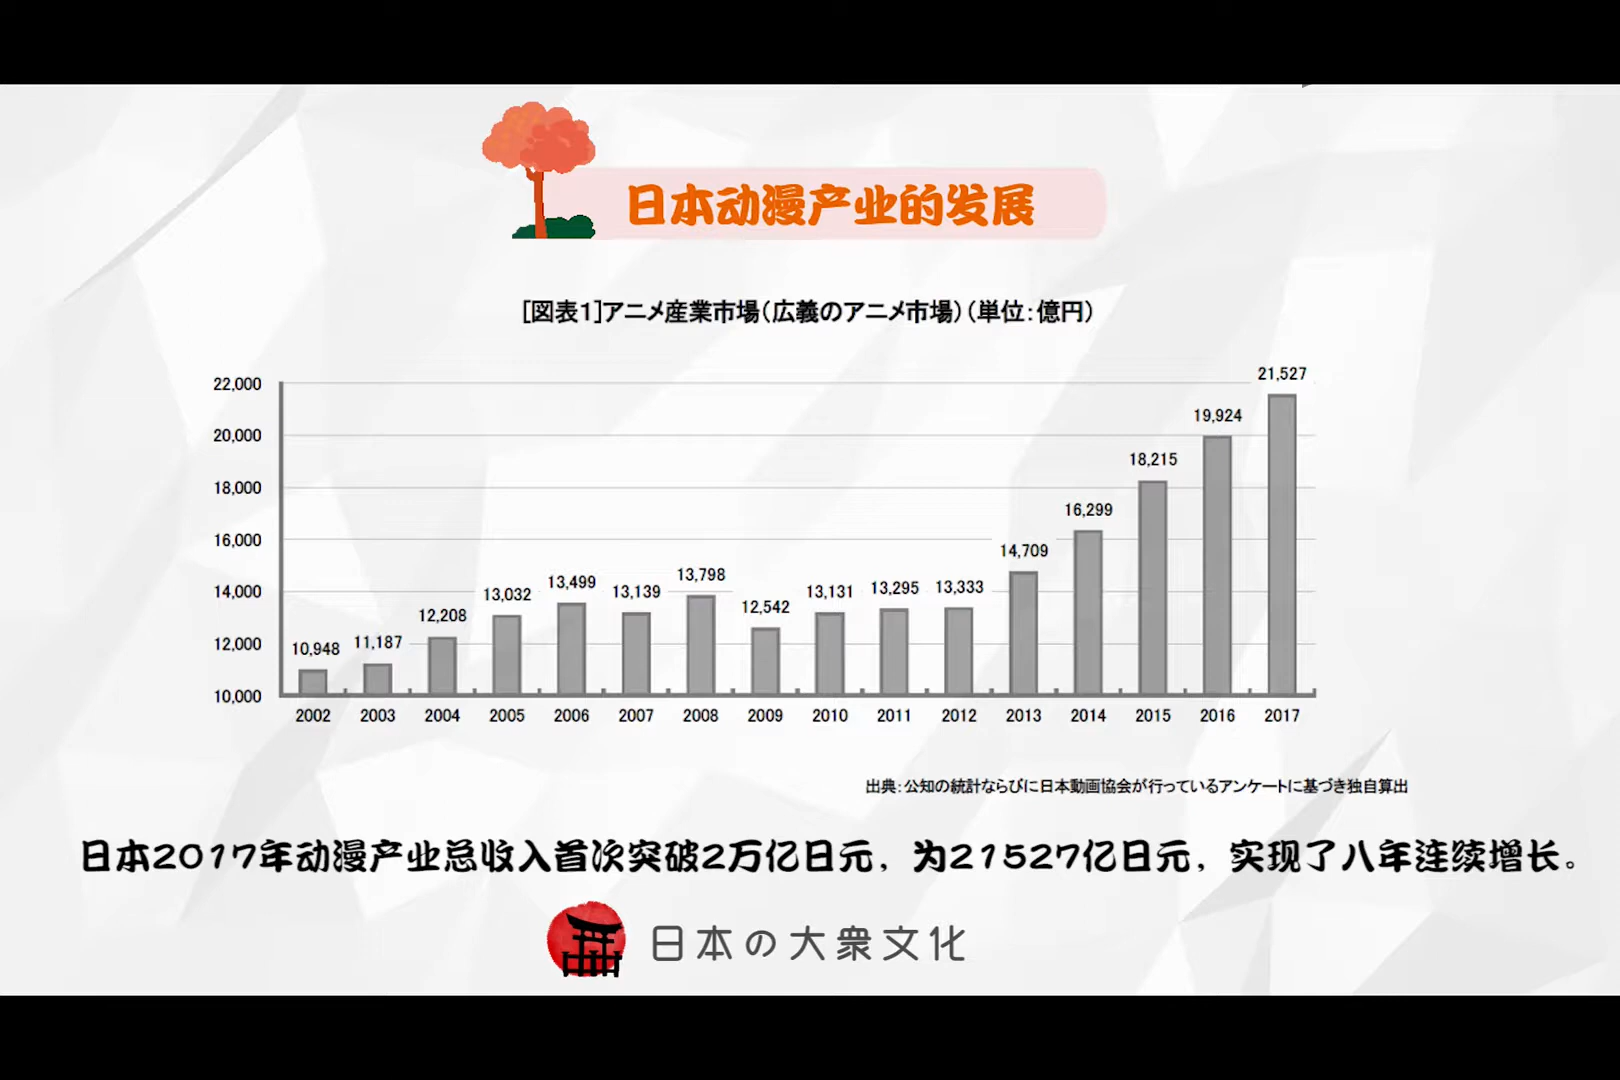 日本动漫产业的发展
[図表1]アニメ産業市場(広義のアニメ市場)(単位:億円)
22,000
20,000
18,000
16,000
14,000
12,000
10,000
10,948 11,187 12,208 13,032 13,499 13,139 13,798 12,542 13,131 13,295 13,333 14,709 16,299 18,215 19,924 21,527
2002 2003 2004 2005 2006 2007 2008 2009 2010 2011 2012 2013 2014 2015 2016 2017
出典:公知の統計ならびに日本動画協会が行っているアンケートに基づき独自算出
日本2017年动漫产业总收入首次突破2万亿日元，为21527亿日元，实现了八年连续增长。
日本の大衆文化